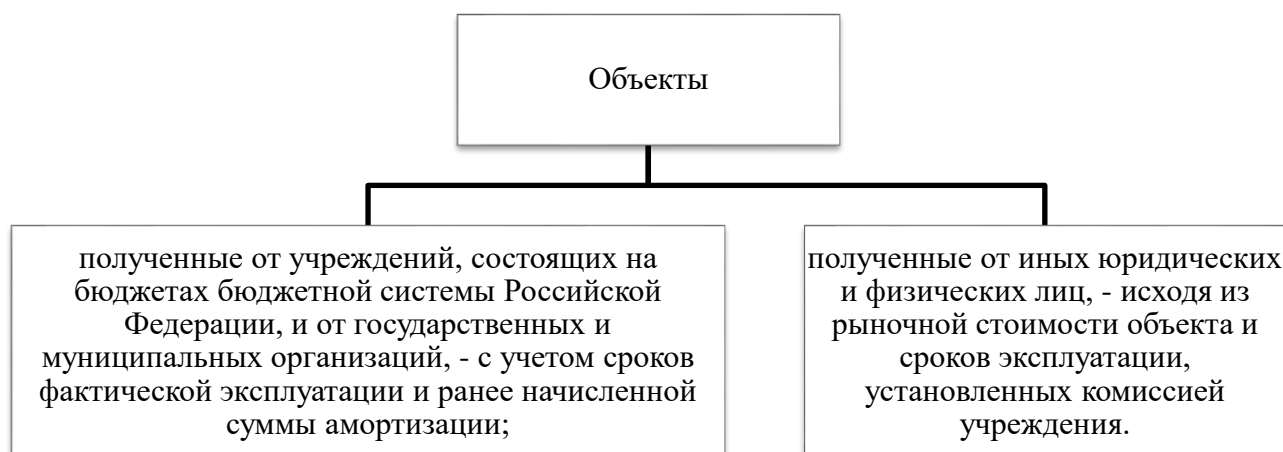 Объекты
полученные от учреждений, состоящих на
бюджетах бюджетной системы Российской
Федерации, и от государственных и
муниципальных организаций, - с учетом сроков
фактической эксплуатации и ранее начисленной
суммы амортизации;
полученные от иных юридических
и физических лиц, - исходя из
рыночной стоимости объекта и
сроков эксплуатации,
установленных комиссией
учреждения.